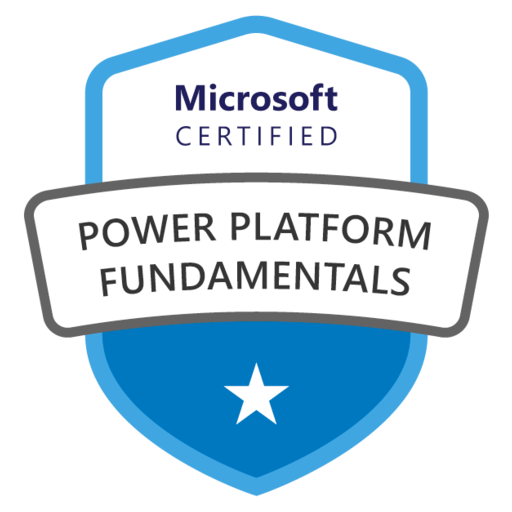 Microsoft
CERTIFIED
POWER PLATFORM
FUNDAMENTALS